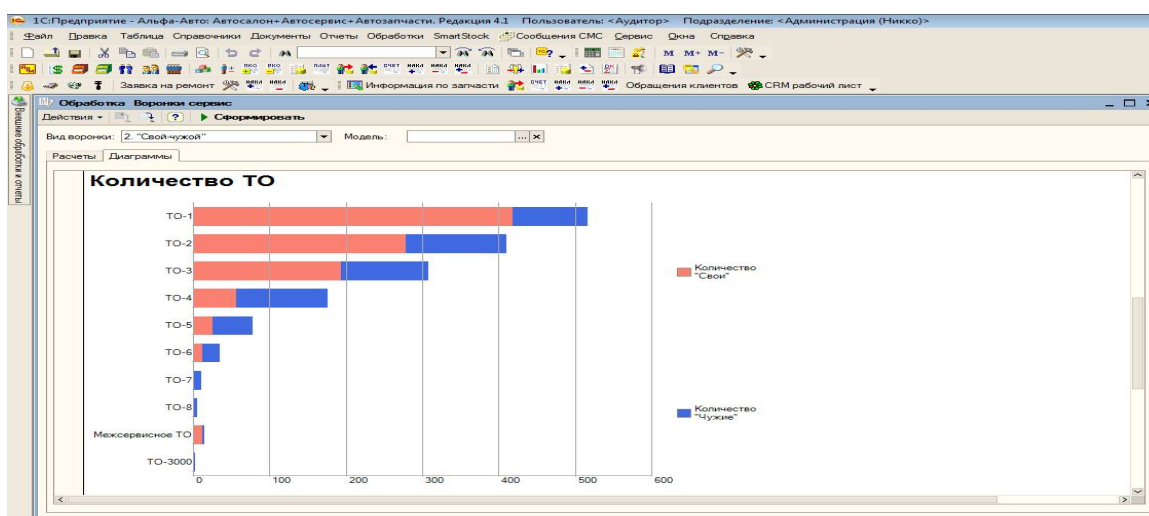 1С:Предприятие - Альфа-Авто: Автосалон+Автосервис+Автозапчасти. Редакция 4.1 Пользователь: <Аудитор> Подразделение: <Администрация (Никко)>
Файл Правка Таблица Справочники Документы Отчеты Обработки SmartStock Сообщения СМС Сервис Окна Справка
M M+ M-
Заявка на ремонт Информация по запчасти Обращения клиентов CRM рабочий лист
Внешние обработки и отчеты
Обработка Воронки сервис
Действия ? Сформировать
Вид воронки: 2. "Свой-чужой" Модель: ... ×
Расчеты Диаграммы
Количество ТО
ТО-1
ТО-2
ТО-3
ТО-4
ТО-5
ТО-6
ТО-7
ТО-8
Межсервисное ТО
ТО-3000
0 100 200 300 400 500 600
Количество
"Свои"
Количество
"Чужие"